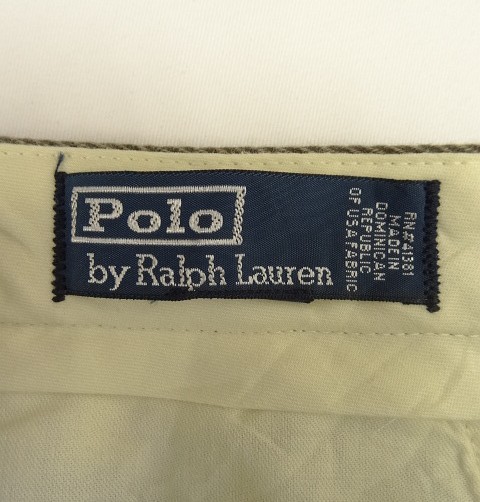 Polo
by Ralph Lauren
RN#41381
MADE IN
DOMINICAN
REPUBLIC
OF USA FABRIC